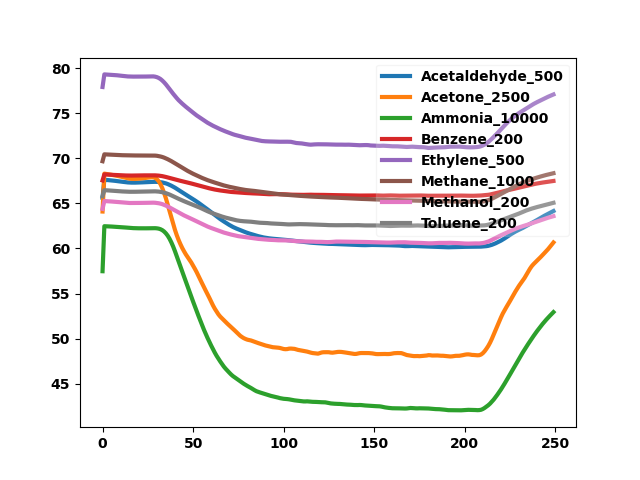 80
75
70
65
60
55
50
45
0
50
100
150
200
250
Acetaldehyde_500
Acetone_2500
Ammonia_10000
Benzene_200
Ethylene_500
Methane_1000
Methanol_200
Toluene_200